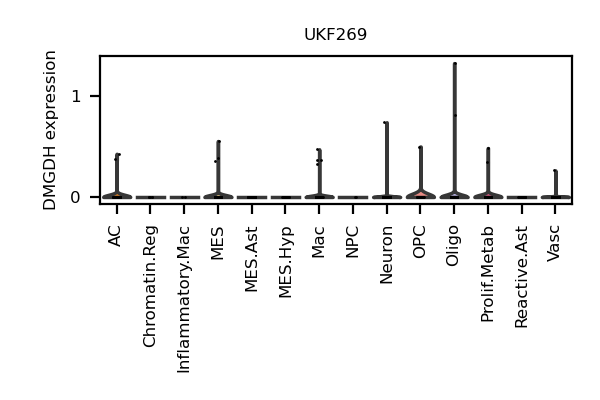 UKF269
DMGDH expression
1
0
AC
Chromatin.Reg
Inflammatory.Mac
MES
MES.Ast
MES.Hyp
Mac
NPC
Neuron
OPC
Oligo
Prolif.Metab
Reactive.Ast
Vasc